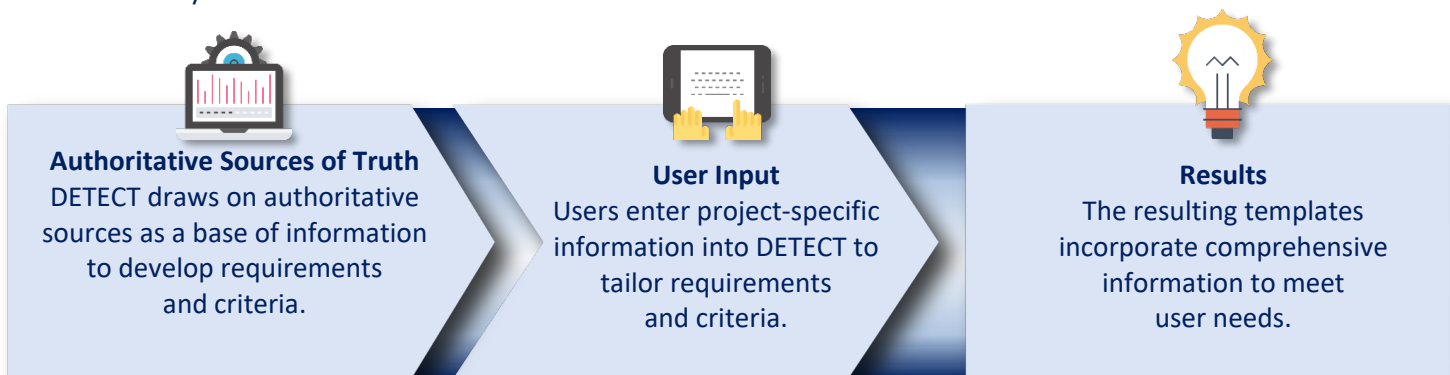 Authoritative Sources of Truth
DETECT draws on authoritative
sources as a base of information
to develop requirements
and criteria.
User Input
Users enter project-specific
information into DETECT to
tailor requirements
and criteria.
Results
The resulting templates
incorporate comprehensive
information to meet
user needs.